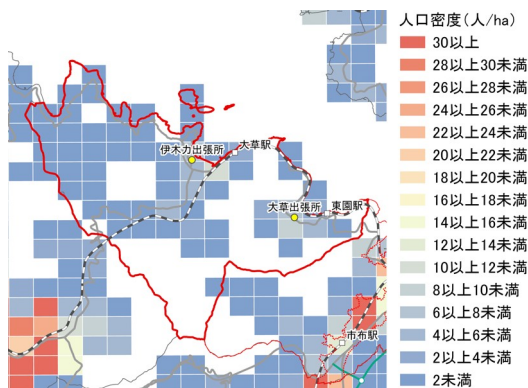 人口密度(人/ha)
30以上
28以上30未満
26以上28未満
24以上26未満
22以上24未満
20以上22未満
18以上20未満
16以上18未満
14以上16未満
12以上14未満
10以上12未満
8以上10未満
6以上8未満
4以上6未満
2以上4未満
2未満
大草駅
伊木力出張所
大草出張所
東園駅
市布駅